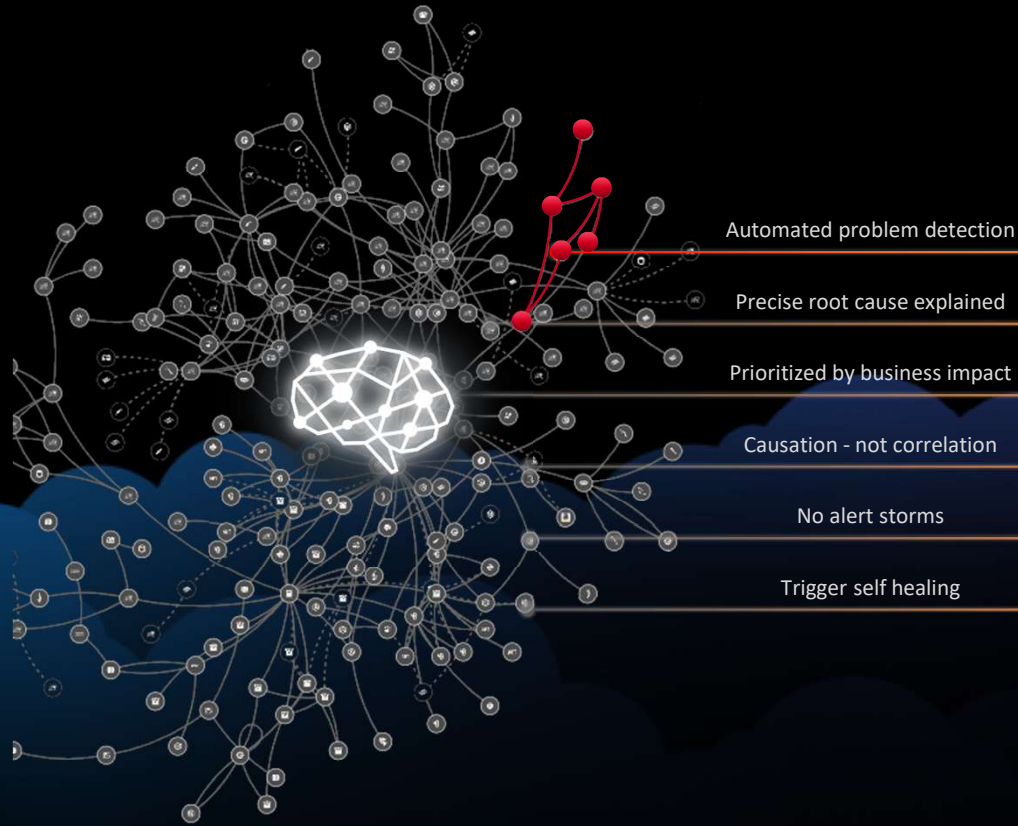 Automated problem detection
Precise root cause explained
Prioritized by business impact
Causation - not correlation
No alert storms
Trigger self healing